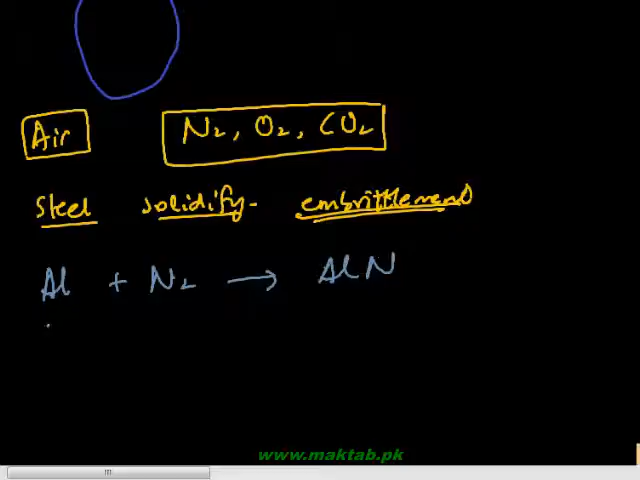 Air N₂, O₂, CO₂
Steel solidify- embrittlement
Al + N₂ → AlN
www.maktab.pk
m